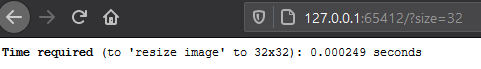 127.0.0.1:65412/?size=32
Time required (to 'resize image' to 32x32): 0.000249 seconds